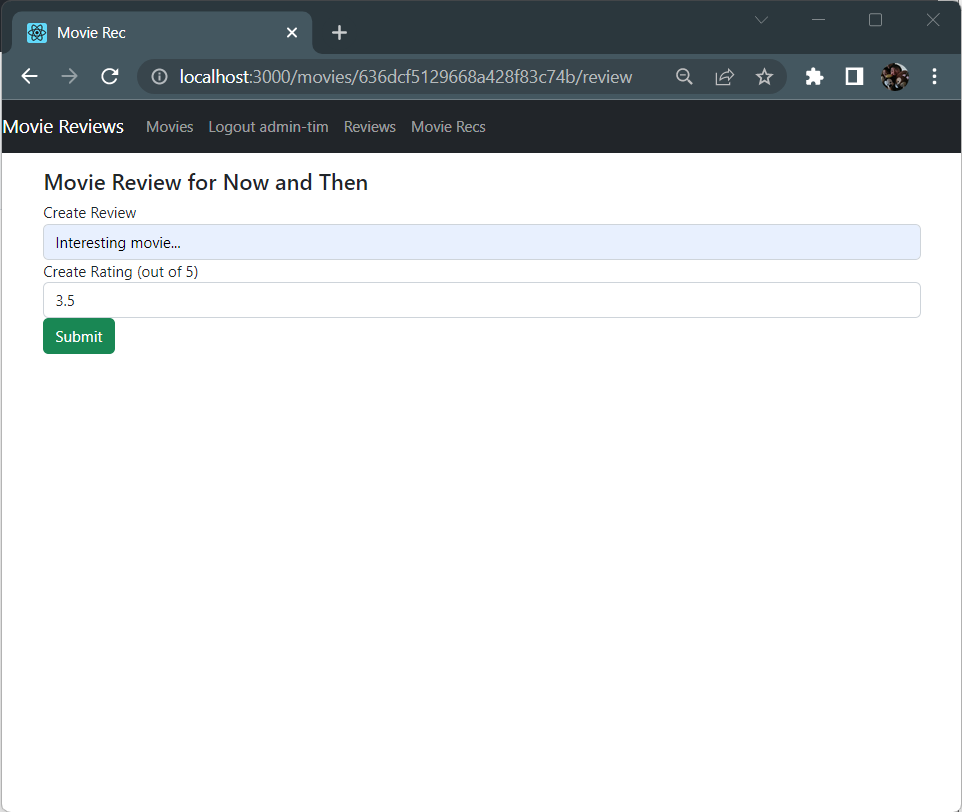 Movie Rec
localhost:3000/movies/636dcf5129668a428f83c74b/review
Movie Reviews Movies Logout admin-tim Reviews Movie Recs
Movie Review for Now and Then
Create Review
Interesting movie...
Create Rating (out of 5)
3.5
Submit